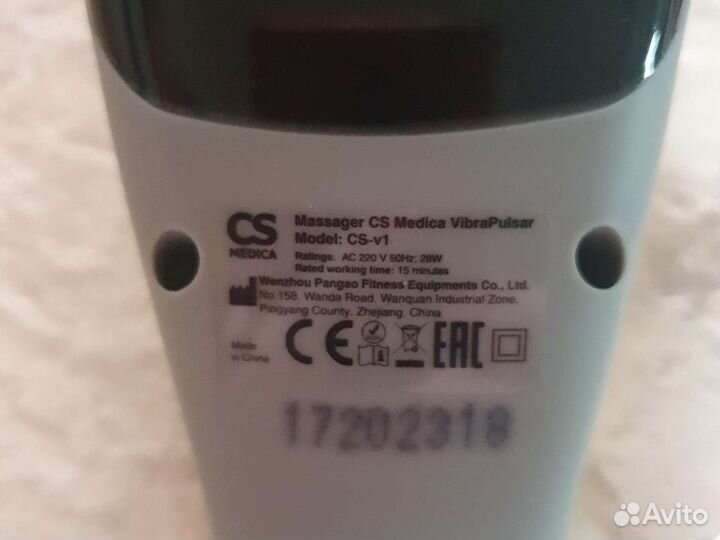 CS
MEDICA
Massager CS Medica VibraPulsar
Model: CS-v1
Ratings: AC 220 V 50Hz; 28W
Rated working time: 15 minutes
Wenzhou Pangao Fitness Equipments Co., Ltd.
No 158, Wanda Road, Wanquan Industrial Zone,
Pingyang County, Zhejiang, China
Made
in China
CE
EAC
17202318
Avito